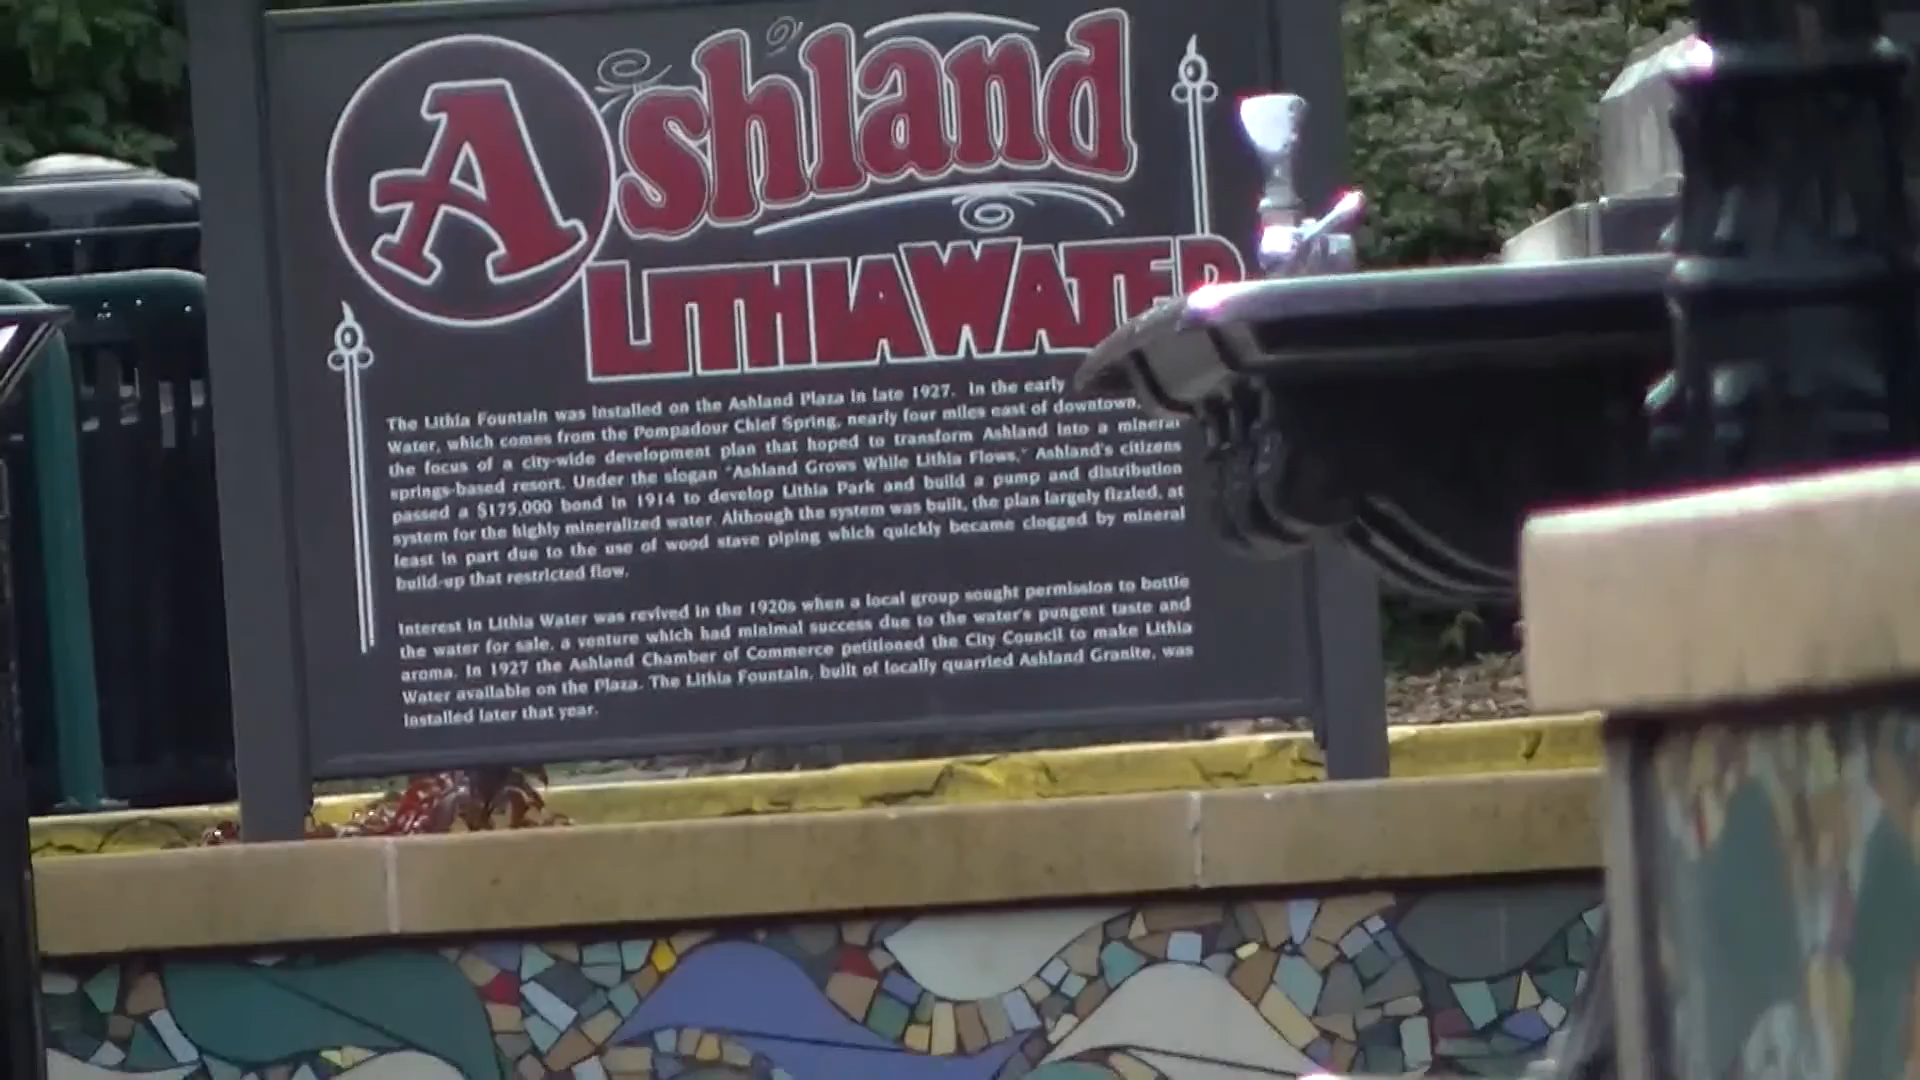 A
Ashland
LITHIA WATER
The Lithia Fountain was installed on the Ashland Plaza in late 1927. In the early
Water, which comes from the Pompadour Chief Spring, nearly four miles east of downtown,
the focus of a city-wide development plan that hoped to transform Ashland into a mineral
springs-based resort. Under the slogan "Ashland Grows While Lithia Flows," Ashland's citizens
passed a $175,000 bond in 1914 to develop Lithia Park and build a pump and distribution
system for the highly mineralized water. Although the system was built, the plan largely fizzled, at
least in part due to the use of wood stave piping which quickly became clogged by mineral
build-up that restricted flow.
Interest in Lithia Water was revived in the 1920s when a local group sought permission to bottle
the water for sale, a venture which had minimal success due to the water's pungent taste and
aroma. In 1927 the Ashland Chamber of Commerce petitioned the City Council to make Lithia
Water available on the Plaza. The Lithia Fountain, built of locally quarried Ashland Granite, was
installed later that year.